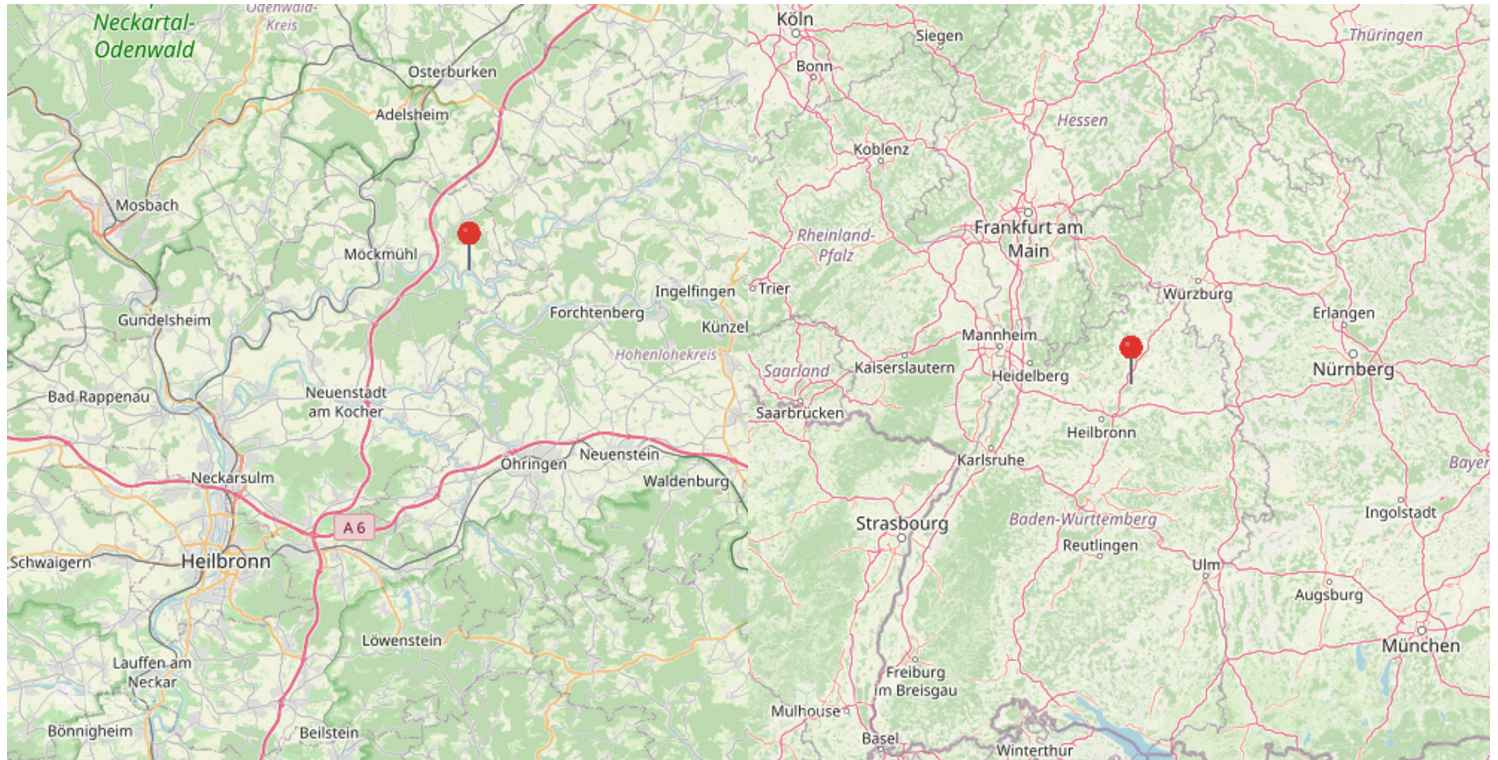 Neckartal-
Odenwald
Odenwald-
Kreis
Osterburken
Adelsheim
Mosbach
Möckmühl
Ingelfingen
Gundelsheim
Forchtenberg
Künzel
Hohenlohekreis
Bad Rappenau
Neuenstadt
am Kocher
Neckarsulm
Öhringen
Neuenstein
Waldenburg
A 6
Schwaigern
Heilbronn
Löwenstein
Lauffen am
Neckar
Bönnigheim
Beilstein
Köln
Siegen
Thüringen
Bonn
Hessen
Koblenz
Frankfurt am
Main
Rheinland-
Pfalz
Trier
Würzburg
Erlangen
Mannheim
Saarland
Kaiserslautern
Heidelberg
Nürnberg
Saarbrücken
Heilbronn
Karlsruhe
Bayer
Strasbourg
Baden-Württemberg
Ingolstadt
Reutlingen
Ulm
Augsburg
München
Freiburg
im Breisgau
Mulhouse
Basel
Winterthur